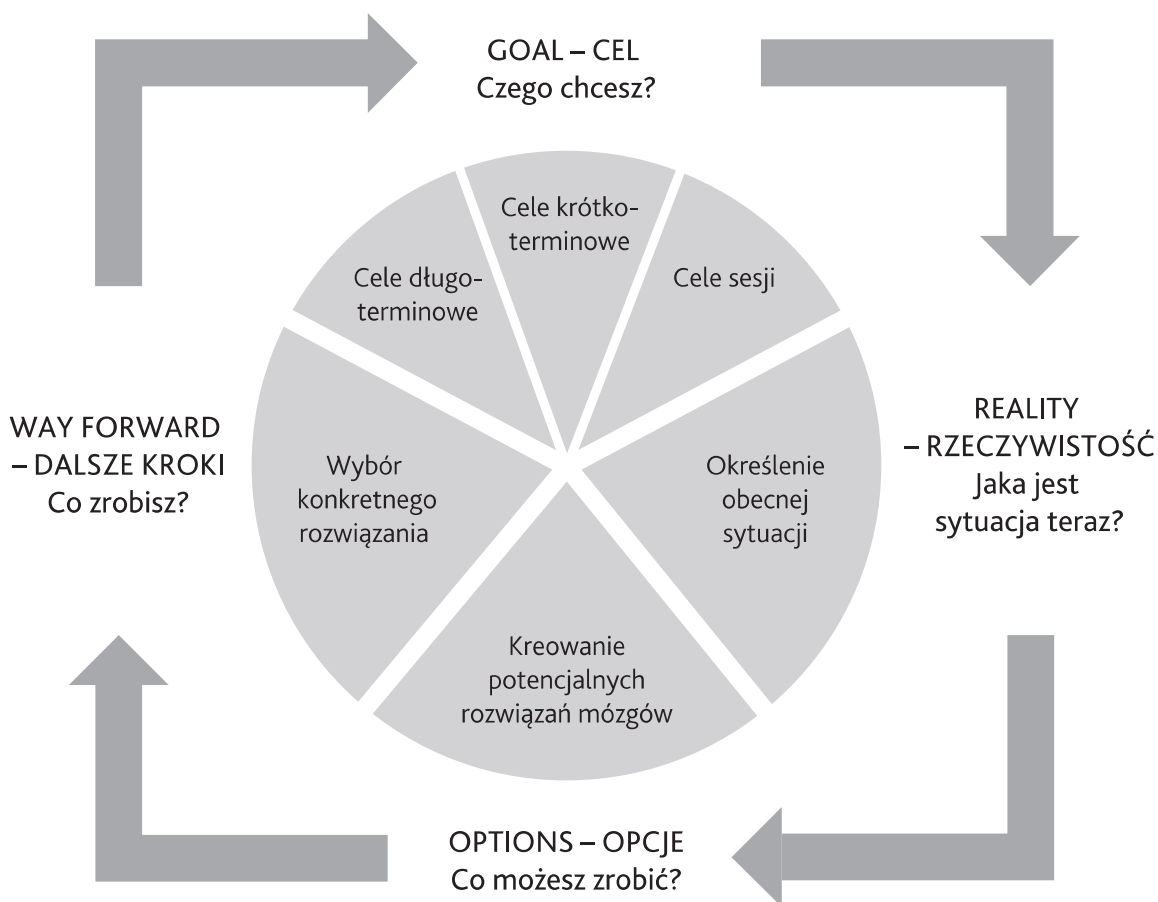 GOAL – CEL
Czego chcesz?
Cele krótko-
terminowe
Cele długo-
terminowe
Cele sesji
WAY FORWARD
– DALSZE KROKI
Co zrobisz?
Wybór
konkretnego
rozwiązania
Określenie
obecnej
sytuacji
REALITY
– RZECZYWISTOŚĆ
Jaka jest
sytuacja teraz?
Kreowanie
potencjalnych
rozwiązań mózgów
OPTIONS – OPCJE
Co możesz zrobić?